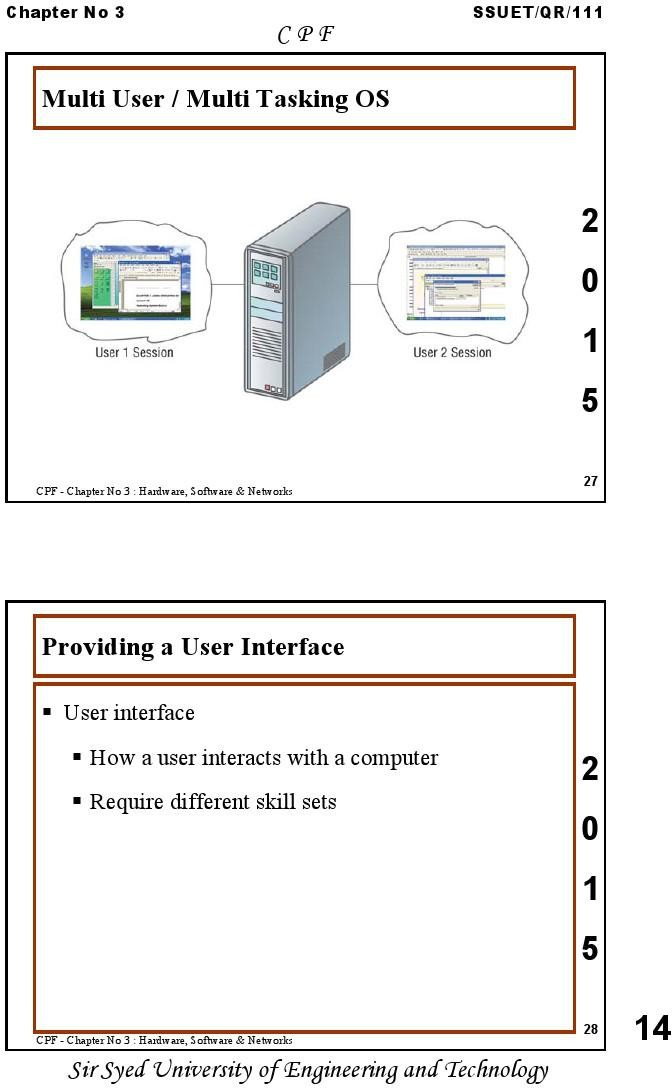 Chapter No 3
SSUET/QR/111
C P F
Multi User / Multi Tasking OS
User 1 Session
User 2 Session
2
0
1
5
27
CPF - Chapter No 3 : Hardware, Software & Networks
Providing a User Interface
▪ User interface
▪ How a user interacts with a computer
▪ Require different skill sets
2
0
1
5
28
CPF - Chapter No 3 : Hardware, Software & Networks
14
Sir Syed University of Engineering and Technology